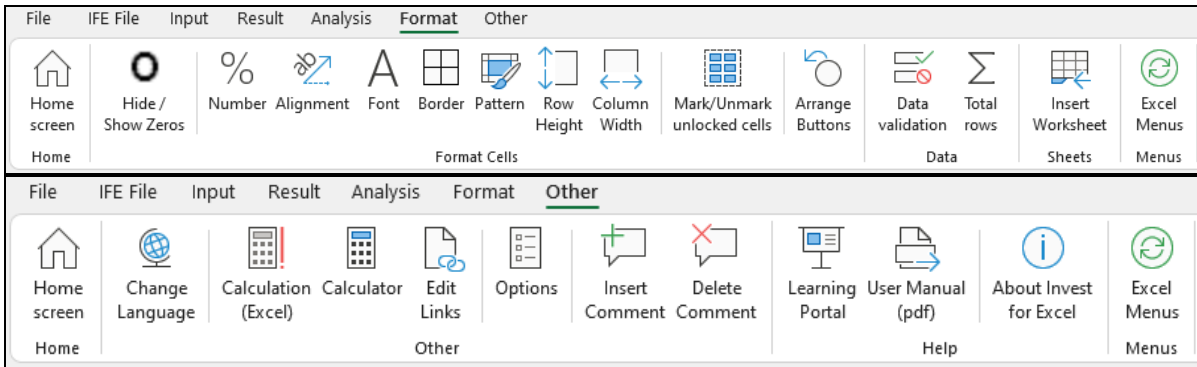 File IFE File Input Result Analysis Format Other
Home Hide / Number Alignment Font Border Pattern Row Column Mark/Unmark Arrange Data Total Insert Excel
screen Show Zeros Height Width unlocked cells Buttons validation rows Worksheet Menus
Home Format Cells Data Sheets Menus
File IFE File Input Result Analysis Format Other
Home Change Calculation Calculator Edit Options Insert Delete Learning User Manual About Invest Excel
screen Language (Excel) Links Comment Comment Portal (pdf) for Excel Menus
Home Other Help Menus